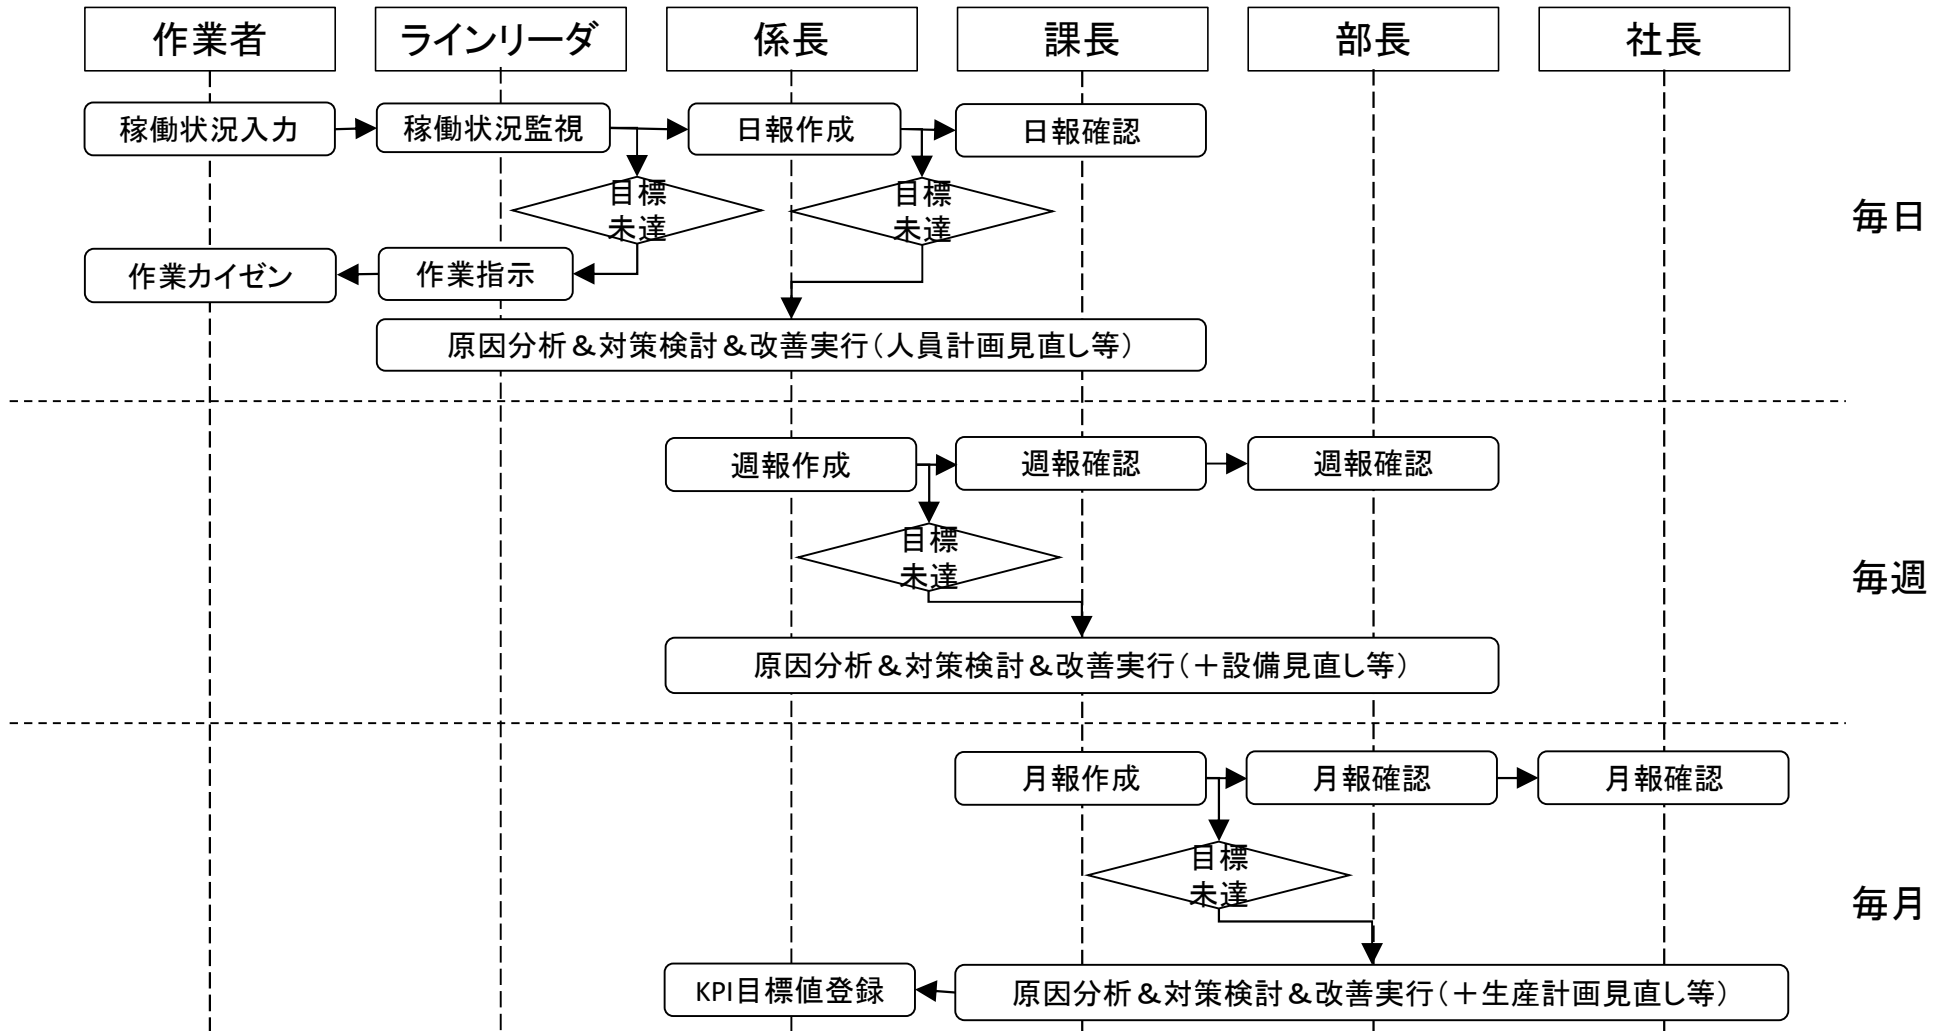 作業者
ラインリーダ
係長
課長
部長
社長
稼働状況入力
稼働状況監視
日報作成
日報確認
目標
未達
目標
未達
毎日
作業カイゼン
作業指示
原因分析＆対策検討＆改善実行（人員計画見直し等）
週報作成
週報確認
週報確認
目標
未達
毎週
原因分析＆対策検討＆改善実行（＋設備見直し等）
月報作成
月報確認
月報確認
目標
未達
毎月
KPI目標値登録
原因分析＆対策検討＆改善実行（＋生産計画見直し等）